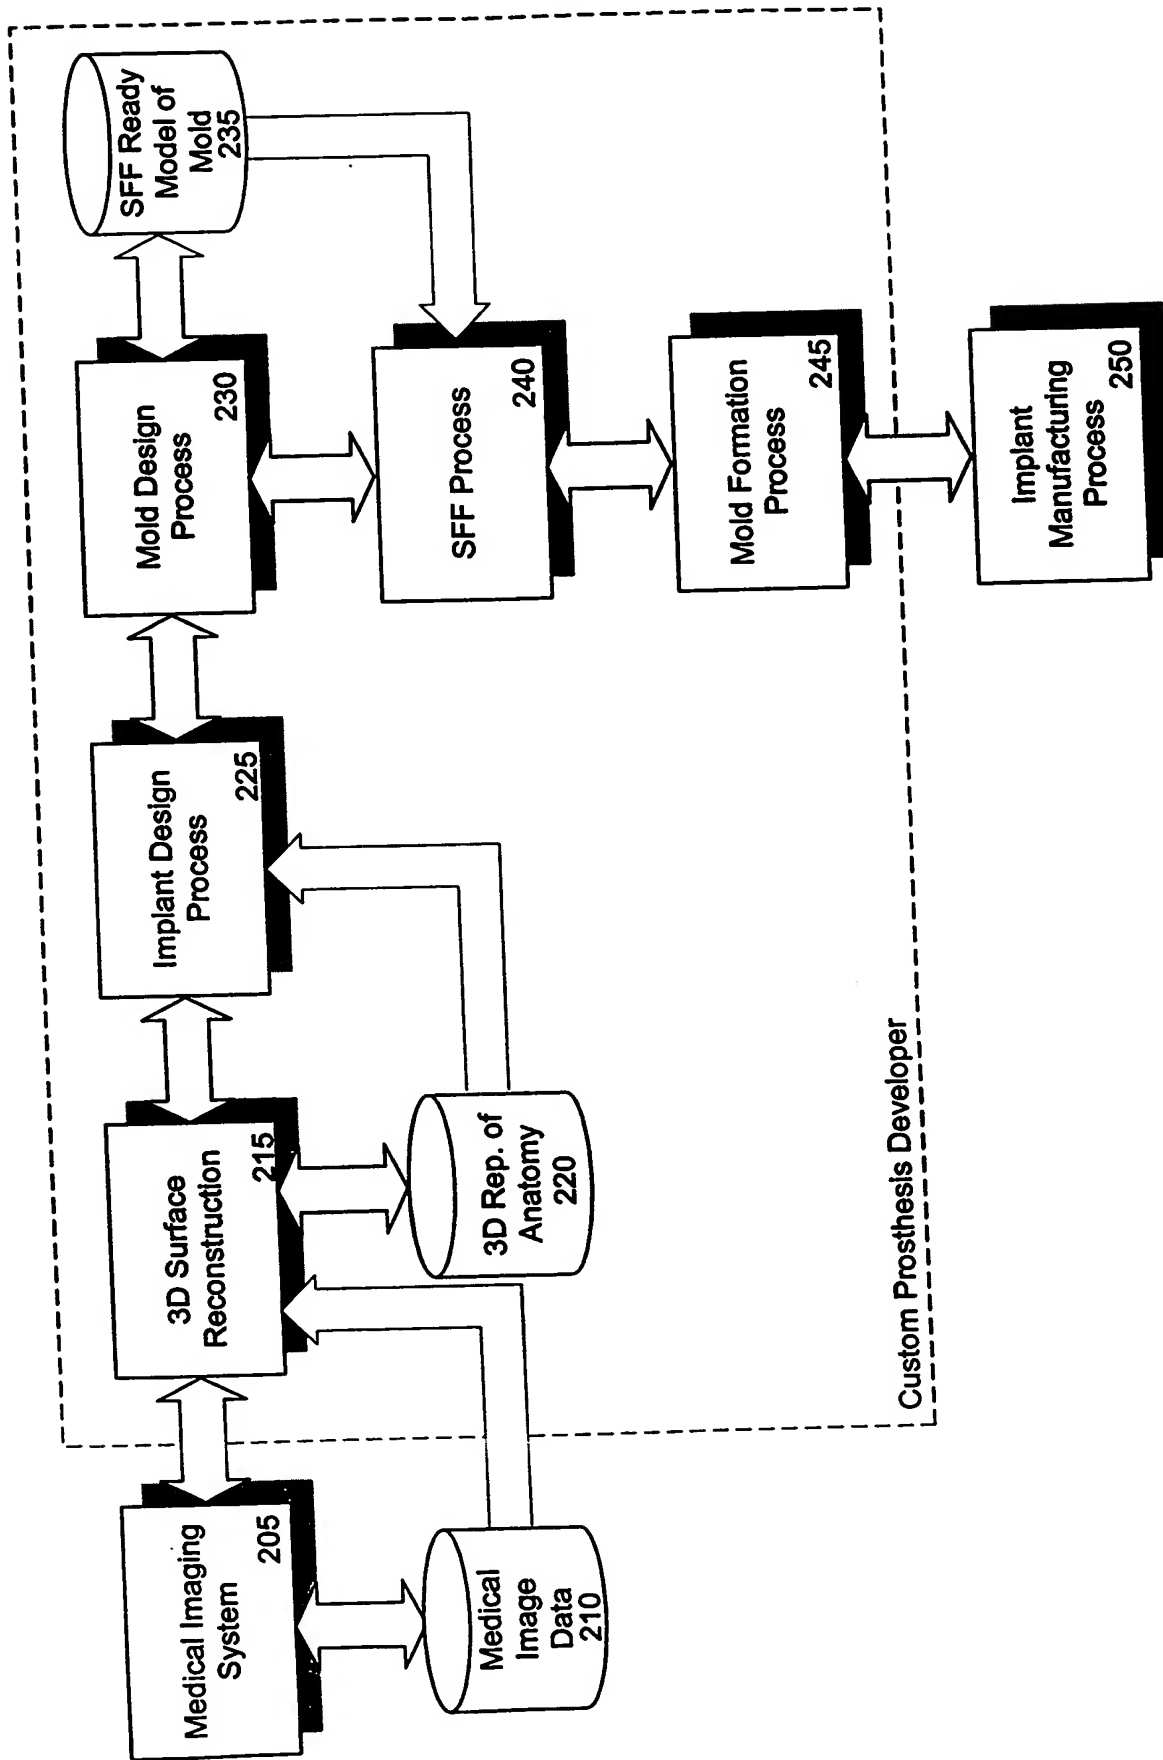 Medical Imaging
System
205
Medical
Image
Data
210
3D Surface
Reconstruction
215
3D Rep. of
Anatomy
220
Implant Design
Process
225
Mold Design
Process
230
SFF Ready
Model of
Mold
235
SFF Process
240
Mold Formation
Process
245
Custom Prosthesis Developer
Implant
Manufacturing
Process
250